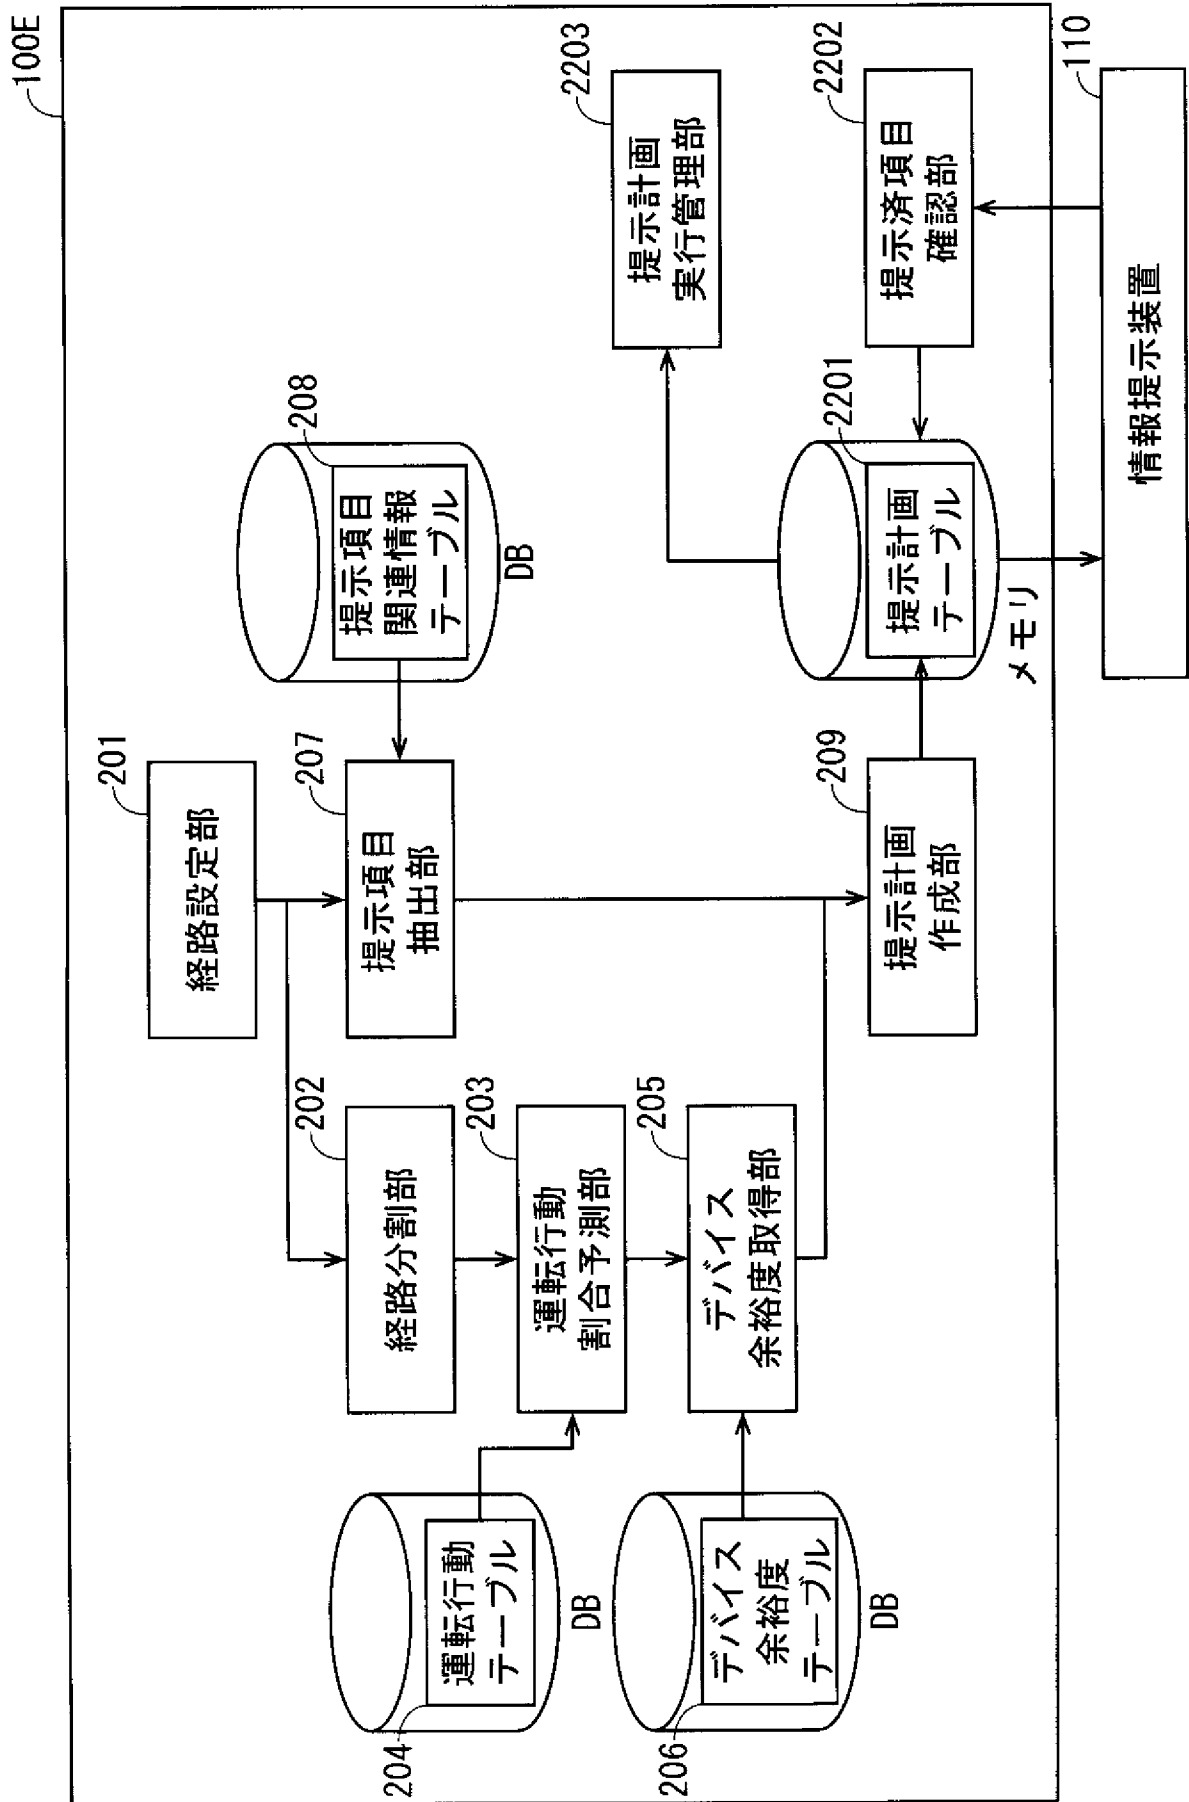 100E
201
経路設定部
202
経路分割部
207
提示項目
抽出部
208
提示項目
関連情報
テーブル
DB
204
運転行動
テーブル
DB
203
運転行動
割合予測部
206
デバイス
余裕度
テーブル
DB
205
デバイス
余裕度取得部
209
提示計画
作成部
2201
提示計画
テーブル
メモリ
2203
提示計画
実行管理部
2202
提示済項目
確認部
110
情報提示装置